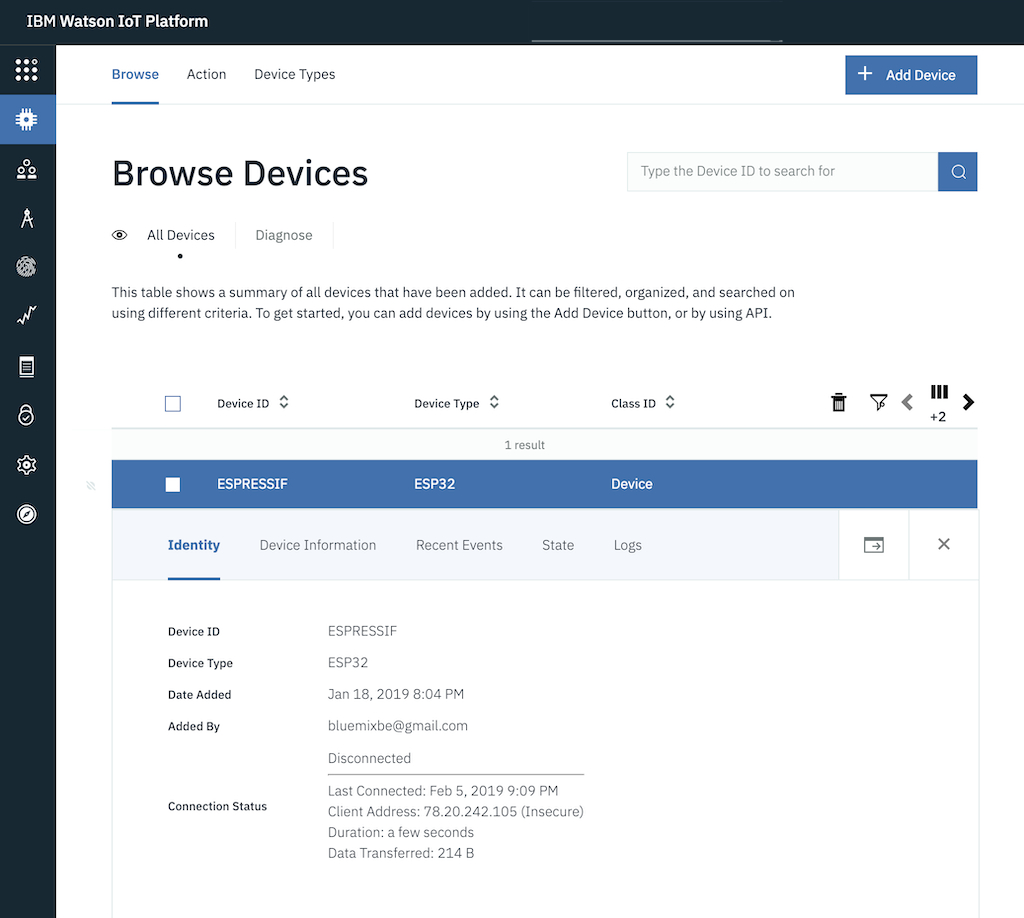 IBM Watson IoT Platform
Browse Action Device Types
+ Add Device
Browse Devices
Type the Device ID to search for
All Devices Diagnose
This table shows a summary of all devices that have been added. It can be filtered, organized, and searched on
using different criteria. To get started, you can add devices by using the Add Device button, or by using API.
Device ID Device Type Class ID
+2
1 result
ESPRESSIF ESP32 Device
Identity Device Information Recent Events State Logs
Device ID ESPRESSIF
Device Type ESP32
Date Added Jan 18, 2019 8:04 PM
Added By bluemixbe@gmail.com
Disconnected
Connection Status
Last Connected: Feb 5, 2019 9:09 PM
Client Address: 78.20.242.105 (Insecure)
Duration: a few seconds
Data Transferred: 214 B